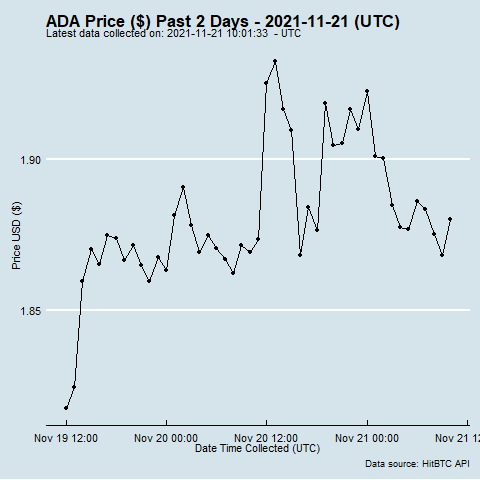 ADA Price ($) Past 2 Days - 2021-11-21 (UTC)
Latest data collected on: 2021-11-21 10:01:33 - UTC
1.90
Price USD ($)
1.85
Nov 19 12:00 Nov 20 00:00 Nov 20 12:00 Nov 21 00:00 Nov 21 12
Date Time Collected (UTC)
Data source: HitBTC API